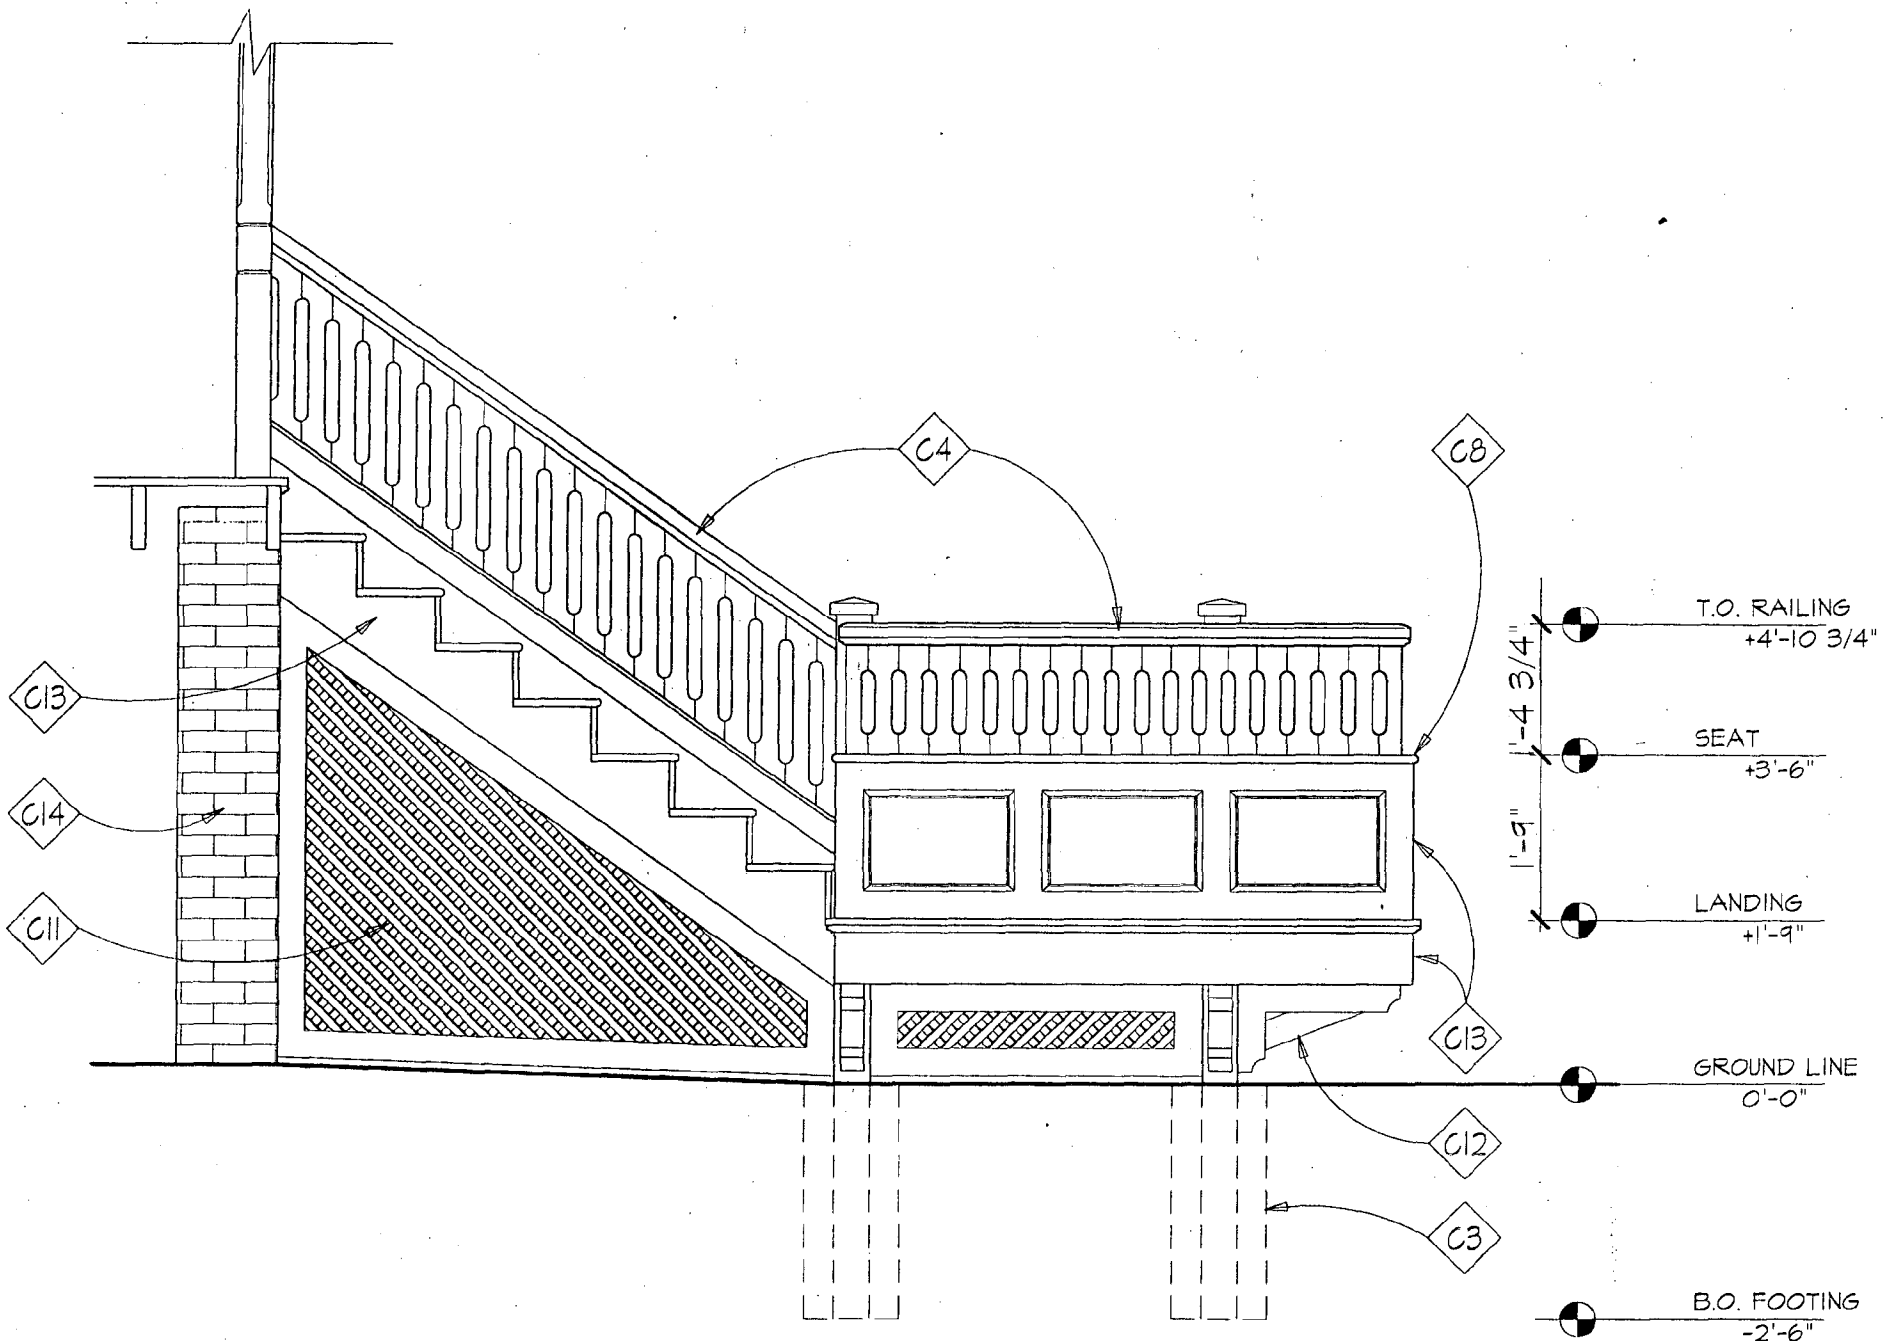 C4
C8
T.O. RAILING
+4'-10 3/4"
1'-4 3/4"
C13
SEAT
+3'-6"
C14
1'-9"
C11
LANDING
+1'-9"
C13
GROUND LINE
0'-0"
C12
C3
B.O. FOOTING
-2'-6"